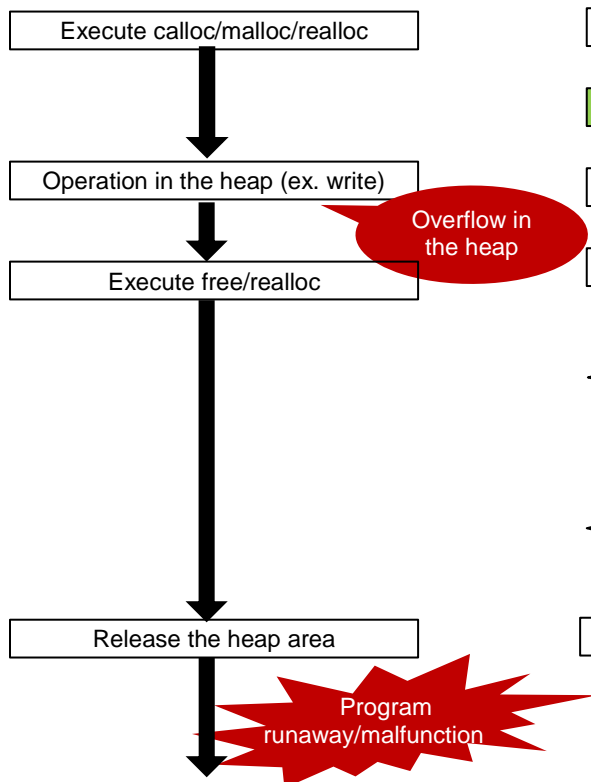 Execute calloc/malloc/realloc
Operation in the heap (ex. write)
Overflow in
the heap
Execute free/realloc
Release the heap area
Program
runaway/malfunction